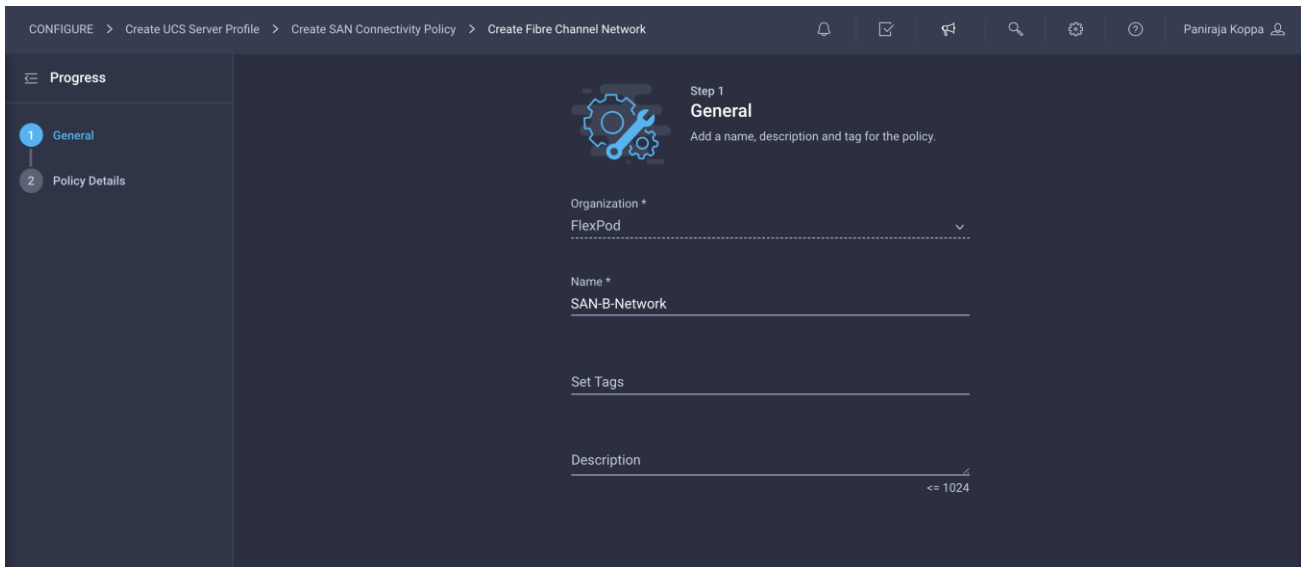 CONFIGURE > Create UCS Server Profile > Create SAN Connectivity Policy > Create Fibre Channel Network
Paniraja Koppa
Progress
1 General
2 Policy Details
Step 1
General
Add a name, description and tag for the policy.
Organization *
FlexPod
Name *
SAN-B-Network
Set Tags
Description
<= 1024